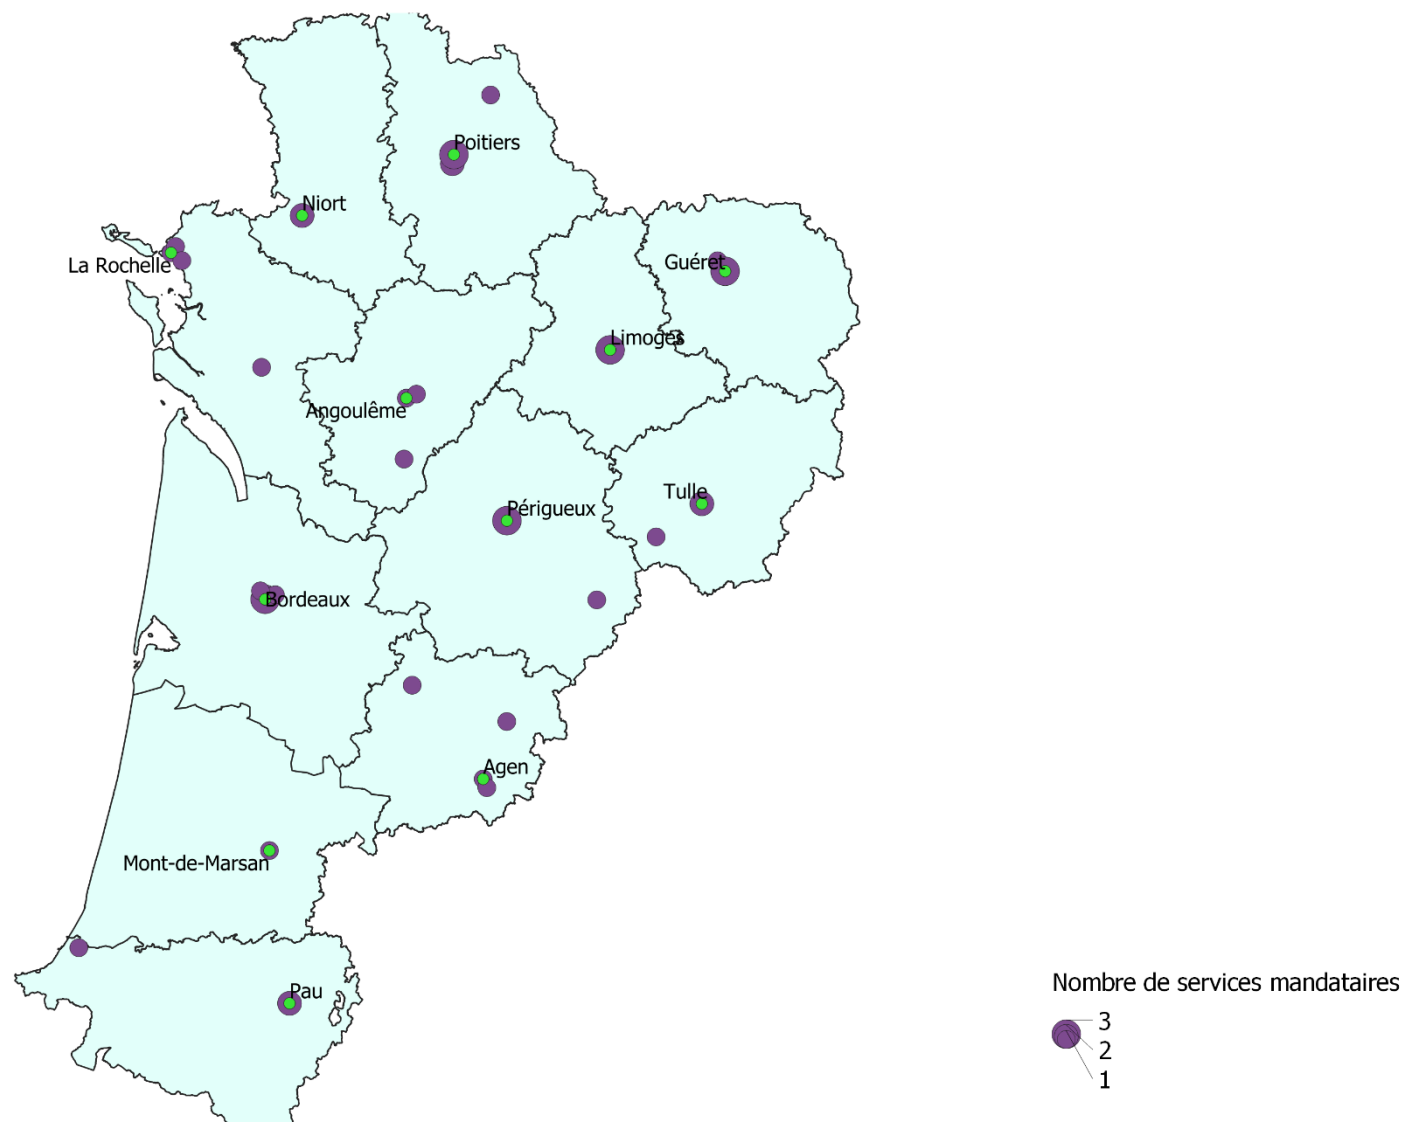 Poitiers
Niort
La Rochelle
Guéret
Limoges
Angoulême
Tulle
Périgueux
Bordeaux
Agen
Mont-de-Marsan
Pau
Nombre de services mandataires
3
2
1